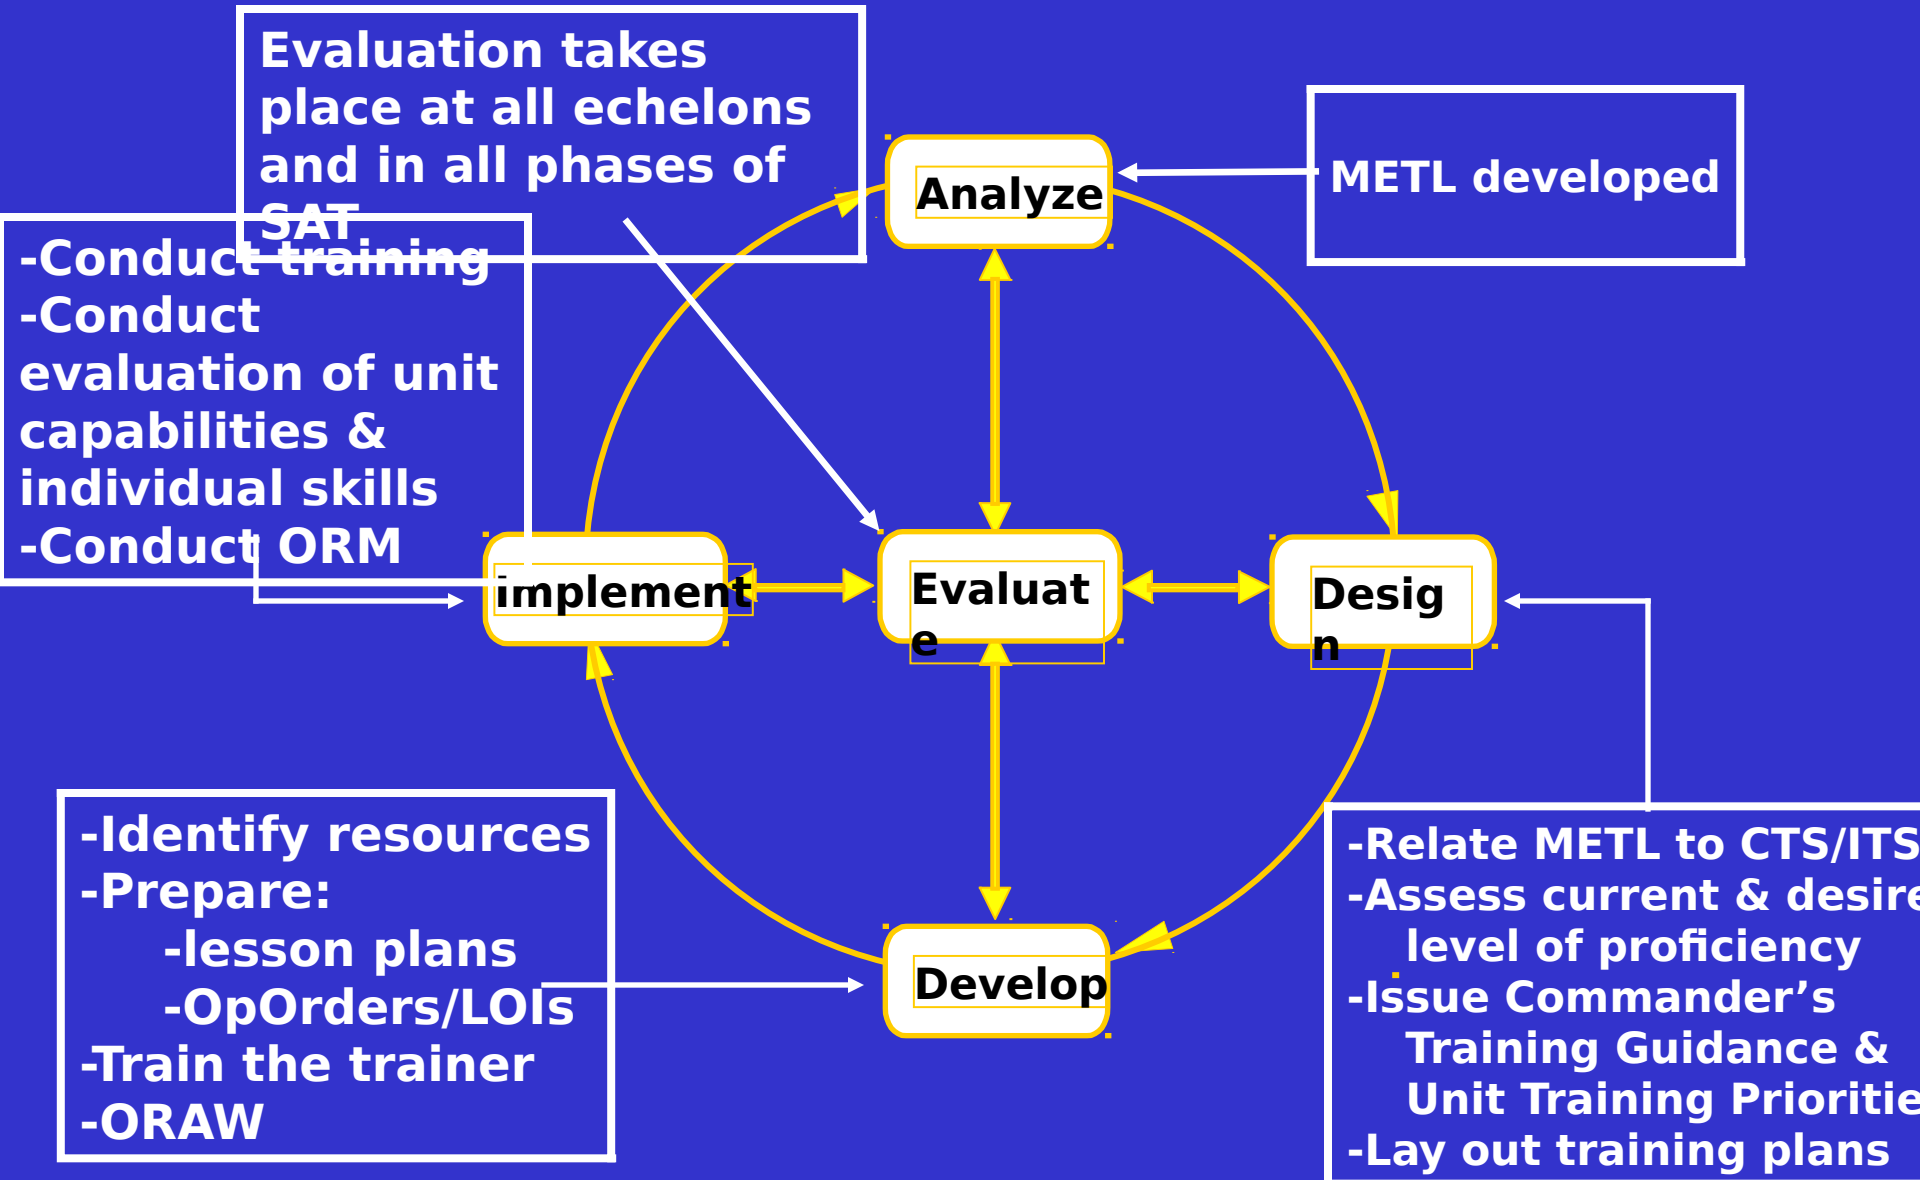 Evaluation takes
place at all echelons
and in all phases of
SAT
METL developed
Analyze
-Conduct training
-Conduct
evaluation of unit
capabilities &
individual skills
-Conduct ORM
implement
Evaluat
e
Desig
n
Develop
-Identify resources
-Prepare:
-lesson plans
-OpOrders/LOIs
-Train the trainer
-ORAW
-Relate METL to CTS/ITS
-Assess current & desire
level of proficiency
-Issue Commander’s
Training Guidance &
Unit Training Prioritie
-Lay out training plans